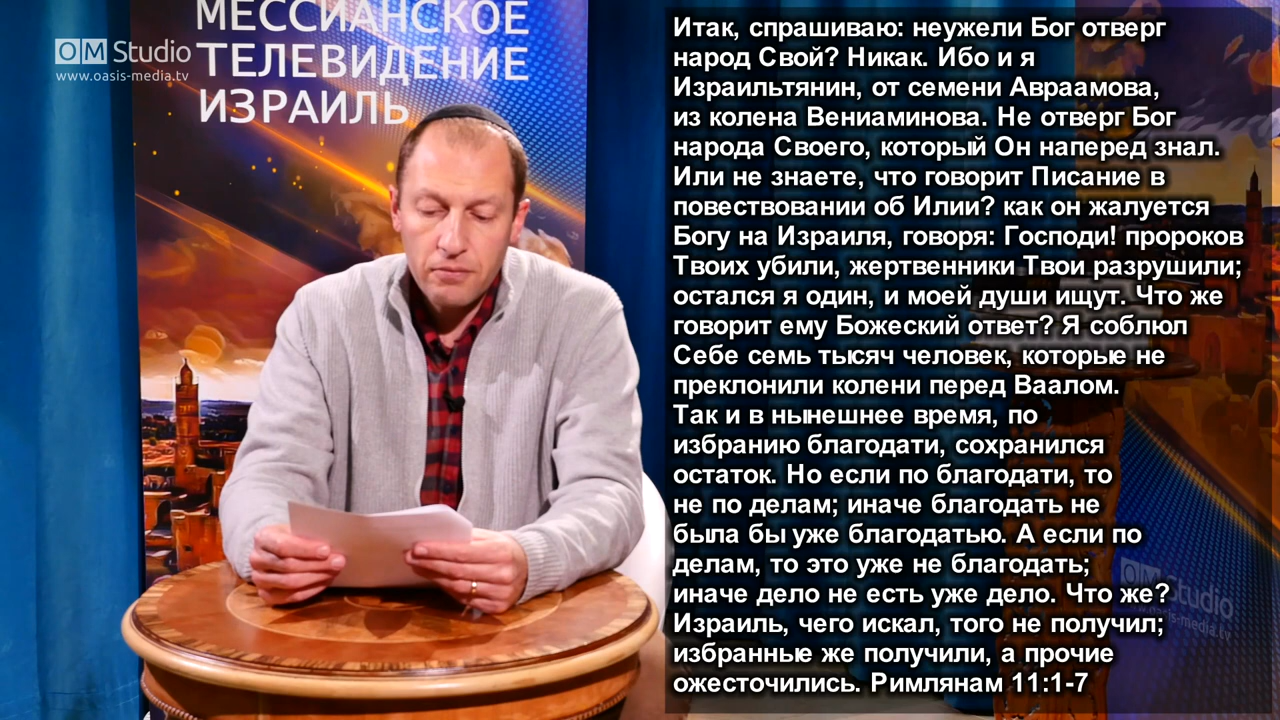 OM Studio
www.oasis-media.tv
МЕССИАНСКОЕ
ТЕЛЕВИДЕНИЕ
ИЗРАИЛЬ
Итак, спрашиваю: неужели Бог отверг
народ Свой? Никак. Ибо и я
Израильтянин, от семени Авраамова,
из колена Вениаминова. Не отверг Бог
народа Своего, который Он наперед знал.
Или не знаете, что говорит Писание в
повествовании об Илии? как он жалуется
Богу на Израиля, говоря: Господи! пророков
Твоих убили, жертвенники Твои разрушили;
остался я один, и моей души ищут. Что же
говорит ему Божеский ответ? Я соблюл
Себе семь тысяч человек, которые не
преклонили колени перед Ваалом.
Так и в нынешнее время, по
избранию благодати, сохранился
остаток. Но если по благодати, то
не по делам; иначе благодать не
была бы уже благодатью. А если по
делам, то это уже не благодать;
иначе дело не есть уже дело. Что же?
Израиль, чего искал, того не получил;
избранные же получили, а прочие
ожесточились. Римлянам 11:1-7
OM Studio